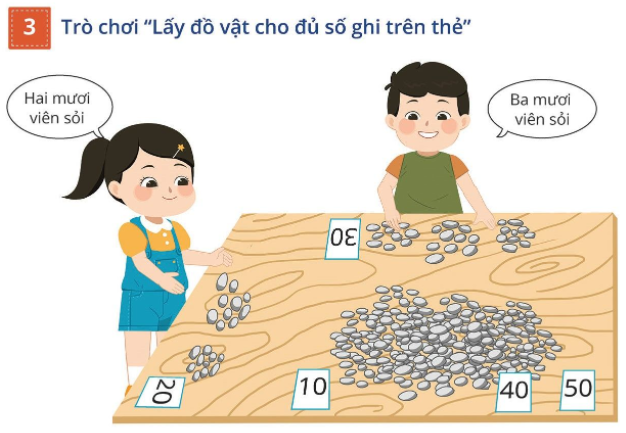 3 Trò chơi “Lấy đồ vật cho đủ số ghi trên thẻ”
Hai mươi
viên sỏi
Ba mươi
viên sỏi
30
20
10
40
50